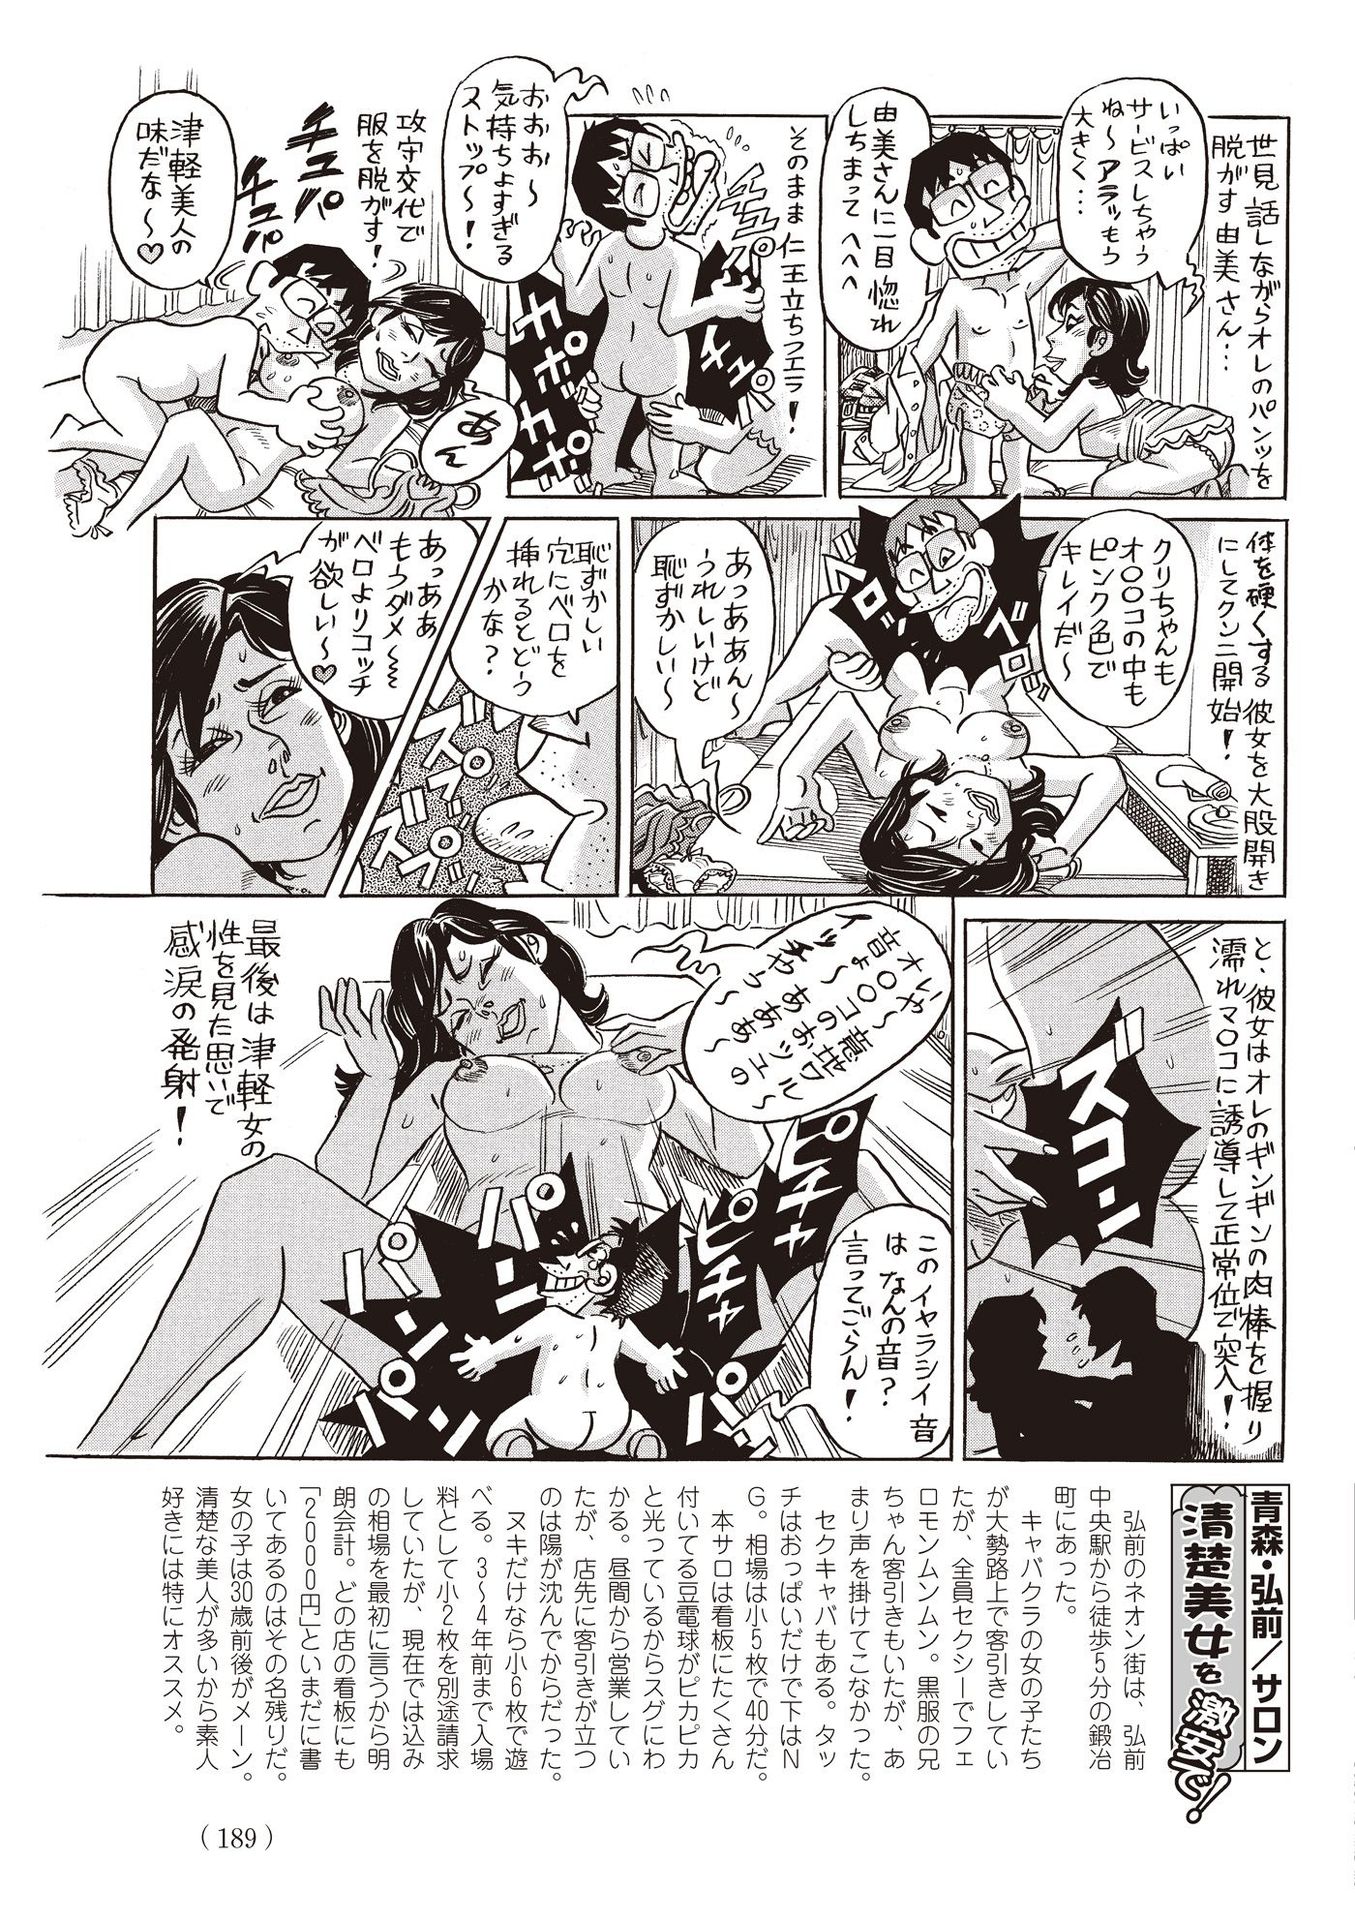 世見話しながらオレのパンツを
脱がす由美さん…
いっぱい
サービスしちゃう
ね〜アラッもう
大きく…
由美さんに一目惚れ
しちまってへへへ
そのまま仁王立ちフェラ！
チュパ
チュパ
カポッ
カポ
おおお〜
気持ちよすぎる
ストップ〜！
攻守交代で
服を脱がす！
チュパ
チュパ
津軽美人の
味だな〜♡
あん
体を硬くする彼女を大股開き
にしてクンニ開始！
クリちゃんも
オ〇〇コの中も
ピンク色で
キレイだ〜
ベロッ
ベロ
あっああん〜
うれしいけど
恥ずかしい〜
恥ずかしい
穴にベロを
挿れるとどう
かな？
ズポッ
ズポッ
あっああ
もうダメ〜
ベロよりコッチ
が欲しい〜♡
と、彼女はオレのギンギンの肉棒を握り
濡れマ〇コに誘導して正常位で突入！
ズコン
このイヤラシイ音
はなんの音？
言ってごらん！
いや〜意地ワル
オ〇〇コのおツユの
音よ〜ああああ〜
イッちゃう〜
ピチャ
ピチャ
パン
パン
パン
最後は津軽女の
性を見た思いで
感涙の発射！
青森・弘前／サロン
清楚美女を激安で！
弘前のネオン街は、弘前
中央駅から徒歩5分の鍛冶
町にあった。
キャバクラの女の子たち
が大勢路上で客引きしてい
たが、全員セクシーでフェ
ロモンムンムン。黒服の兄
ちゃん客引きもいたが、あ
まり声を掛けてこなかった。
セクキャバもある。タッ
チはおっぱいだけで下はN
G。相場は小5枚で40分だ。
本サロは看板にたくさん
付いてる豆電球がピカピカ
と光っているからスグにわ
かる。昼間から営業してい
たが、店先に客引きが立つ
のは陽が沈んでからだった。
ヌキだけなら小6枚で遊
べる。3〜4年前まで入場
料として小2枚を別途請求
していたが、現在では込み
の相場を最初に言うから明
朗会計。どの店の看板にも
「2000円」といまだに書
いてあるのはその名残りだ。
女の子は30歳前後がメーン。
清楚な美人が多いから素人
好きには特にオススメ。
（189）